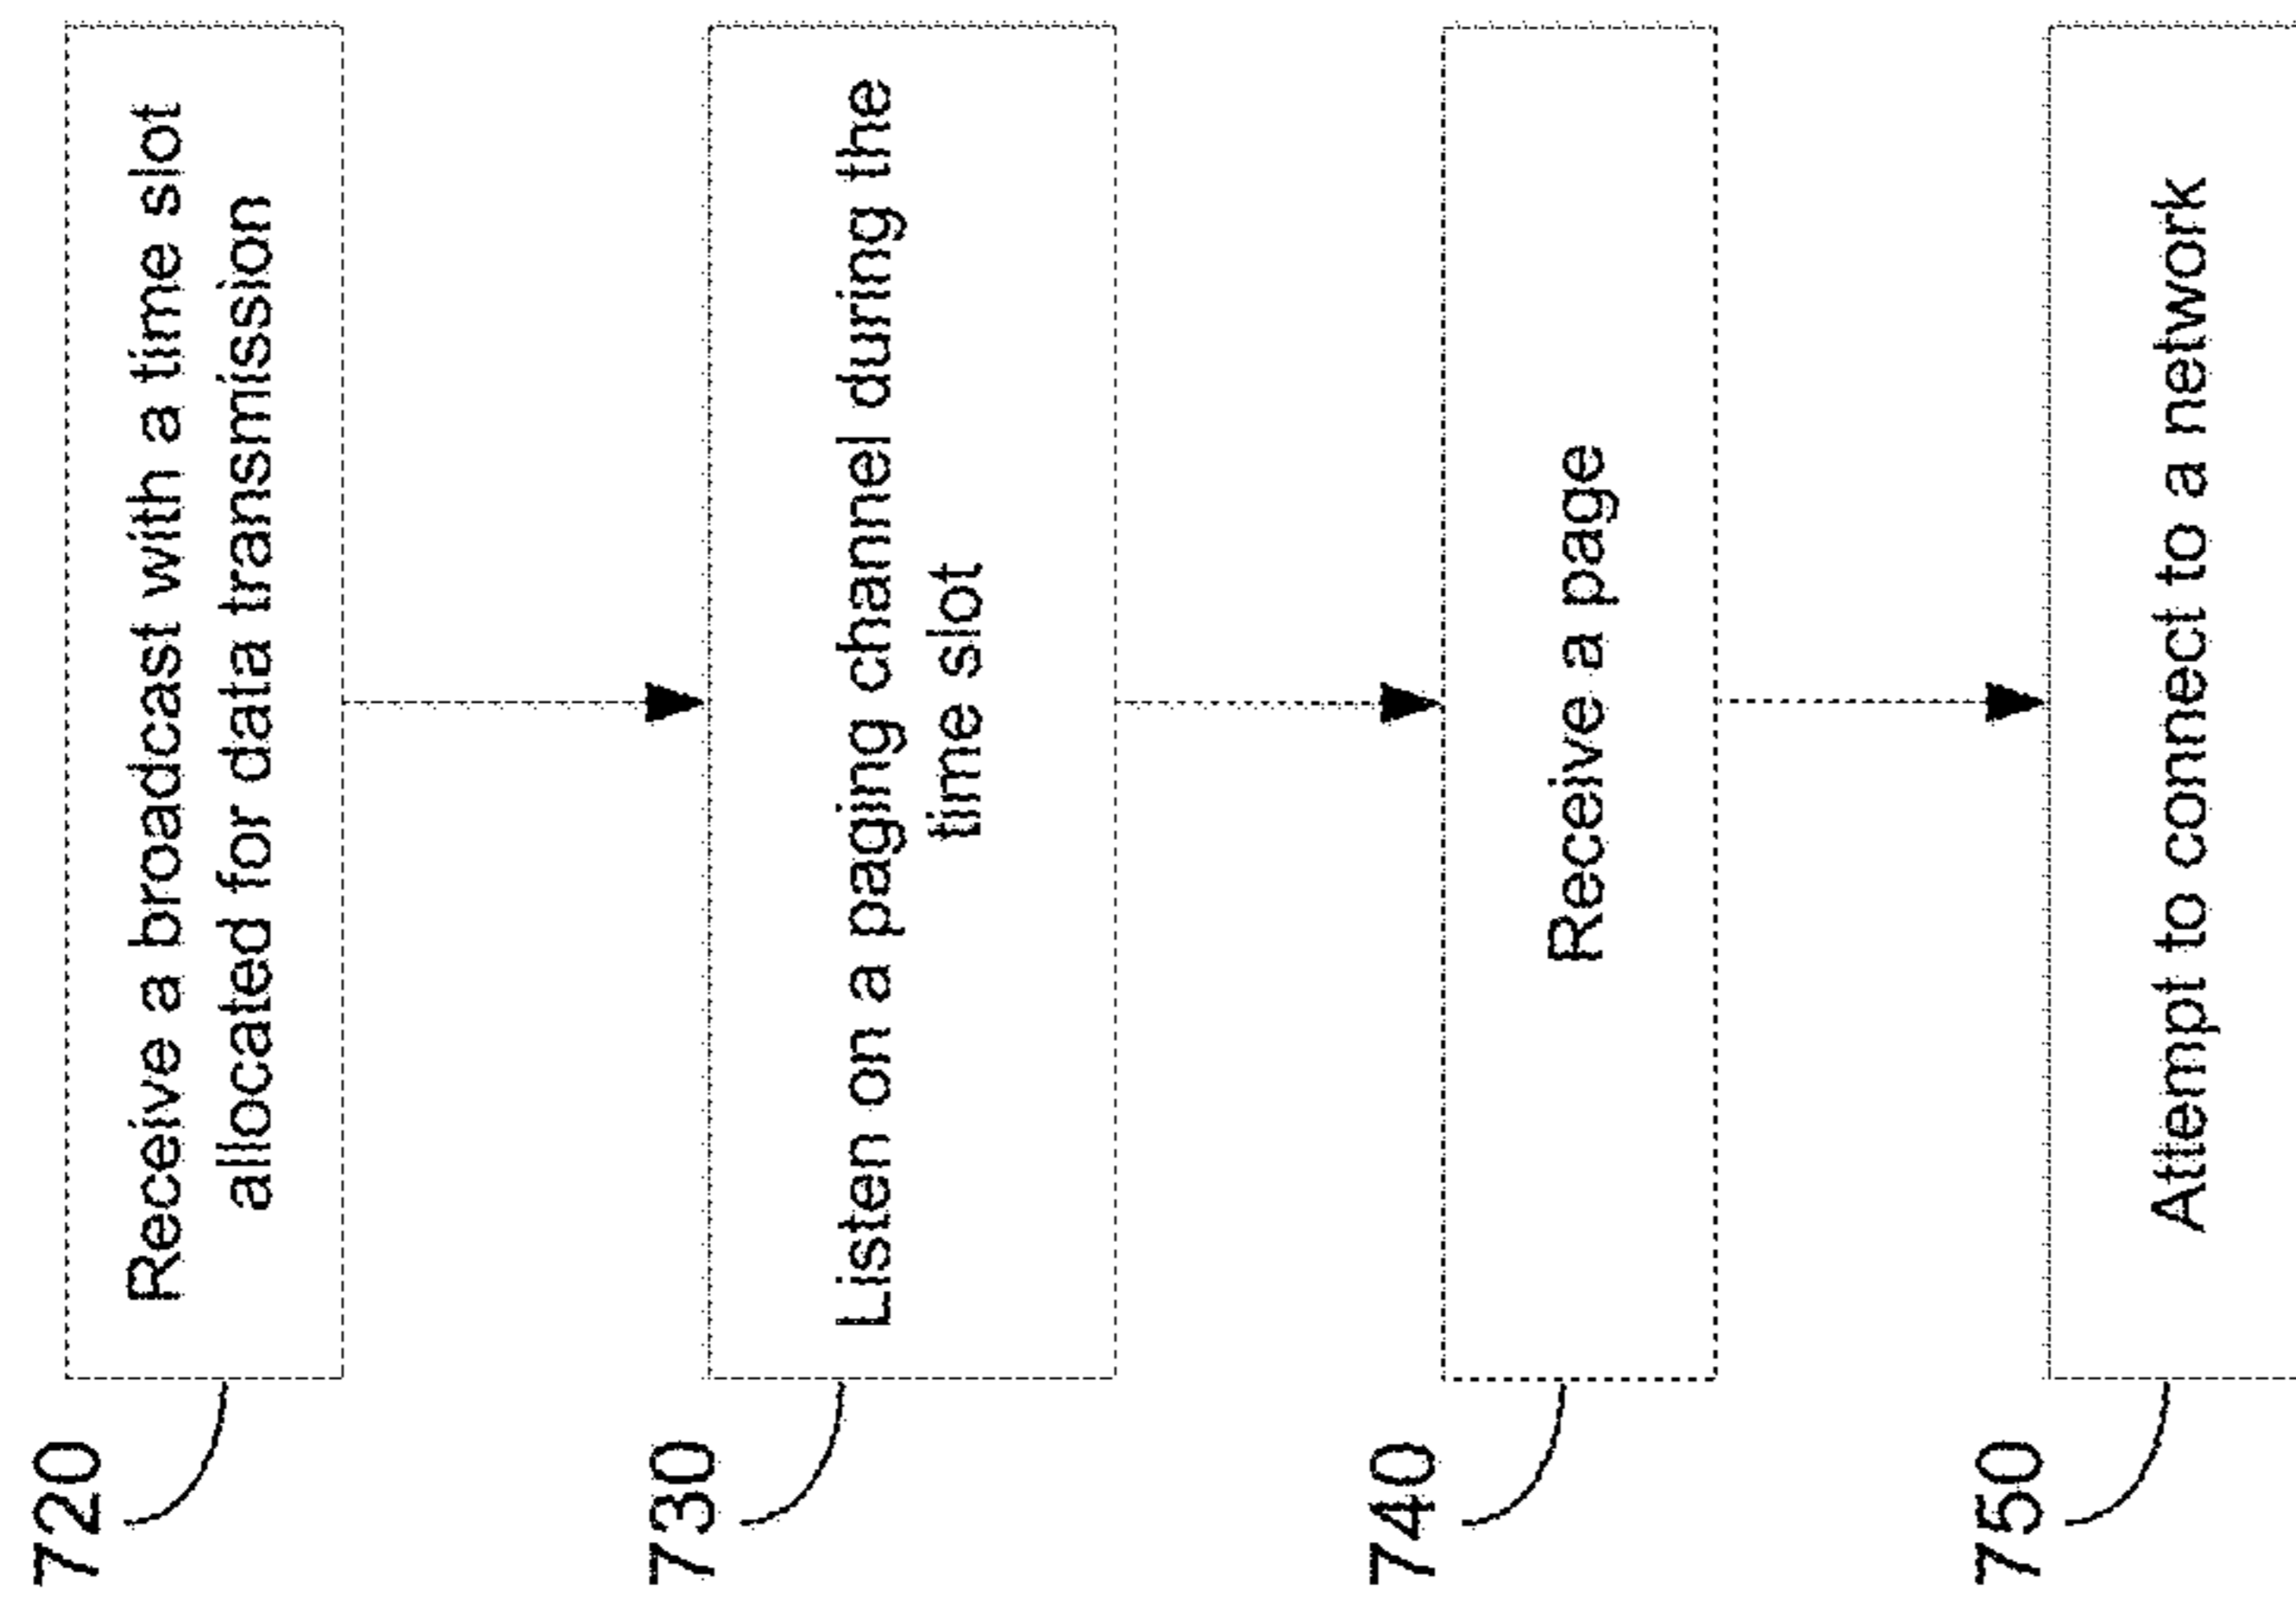 720
Receive a broadcast with a time slot
allocated for data transmission
730
Listen on a paging channel during the
time slot
740
Receive a page
750
Attempt to connect to a network